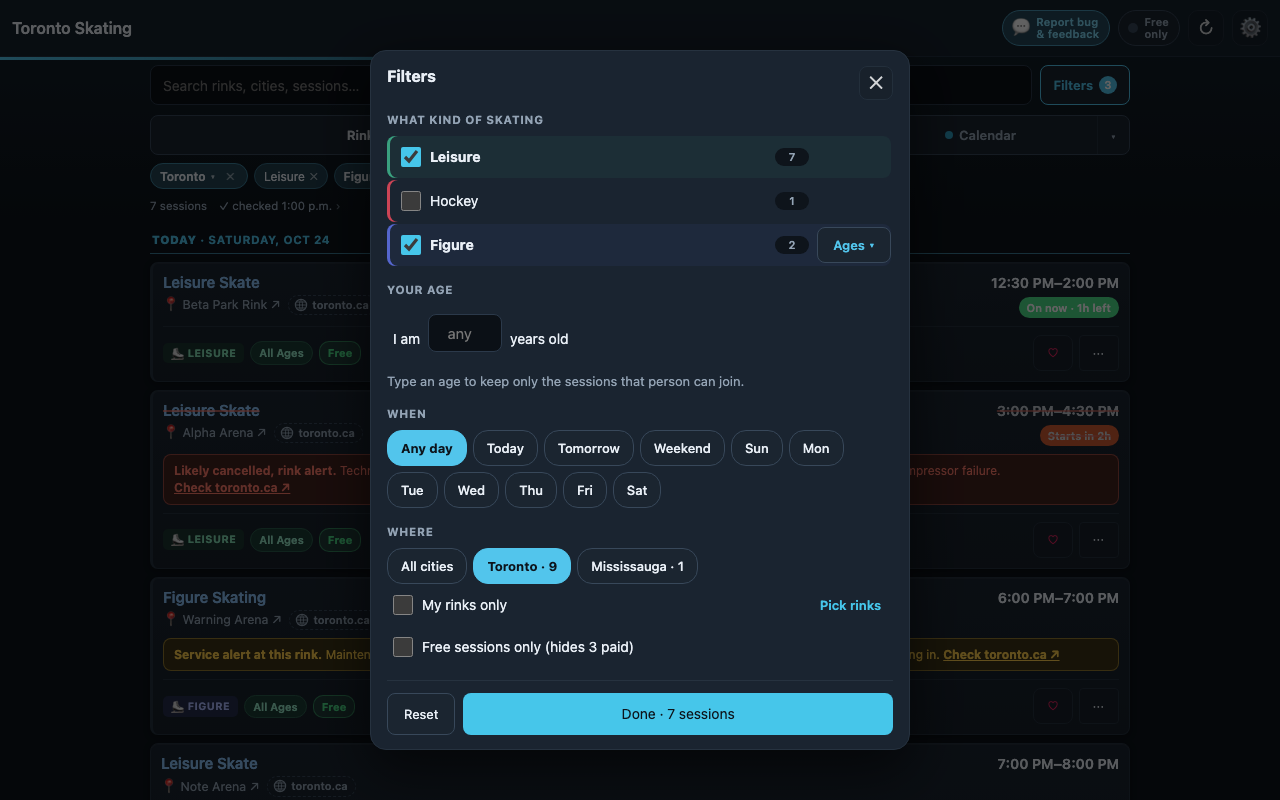 Toronto Skating
💬 Report bug & feedback
Free only
Search rinks, cities, sessions...
Filters 3
Rin
Calendar
Toronto ▾ ✕
Leisure ✕
Figu
7 sessions ✓ checked 1:00 p.m. ›
TODAY · SATURDAY, OCT 24
Leisure Skate
12:30 PM–2:00 PM
📍 Beta Park Rink ↗ toronto.ca
On now · 1h left
LEISURE All Ages Free
Leisure Skate
3:00 PM–4:30 PM
📍 Alpha Arena ↗ toronto.ca
Starts in 2h
Likely cancelled, rink alert. Techn
mpressor failure.
Check toronto.ca ↗
LEISURE All Ages Free
Figure Skating
6:00 PM–7:00 PM
📍 Warning Arena ↗ toronto.ca
Service alert at this rink. Mainten
ng in. Check toronto.ca ↗
FIGURE All Ages Free
Leisure Skate
7:00 PM–8:00 PM
📍 Note Arena ↗ toronto.ca
Filters
WHAT KIND OF SKATING
Leisure 7
Hockey 1
Figure 2 Ages ▾
YOUR AGE
I am any years old
Type an age to keep only the sessions that person can join.
WHEN
Any day Today Tomorrow Weekend Sun Mon
Tue Wed Thu Fri Sat
WHERE
All cities Toronto · 9 Mississauga · 1
My rinks only Pick rinks
Free sessions only (hides 3 paid)
Reset Done · 7 sessions